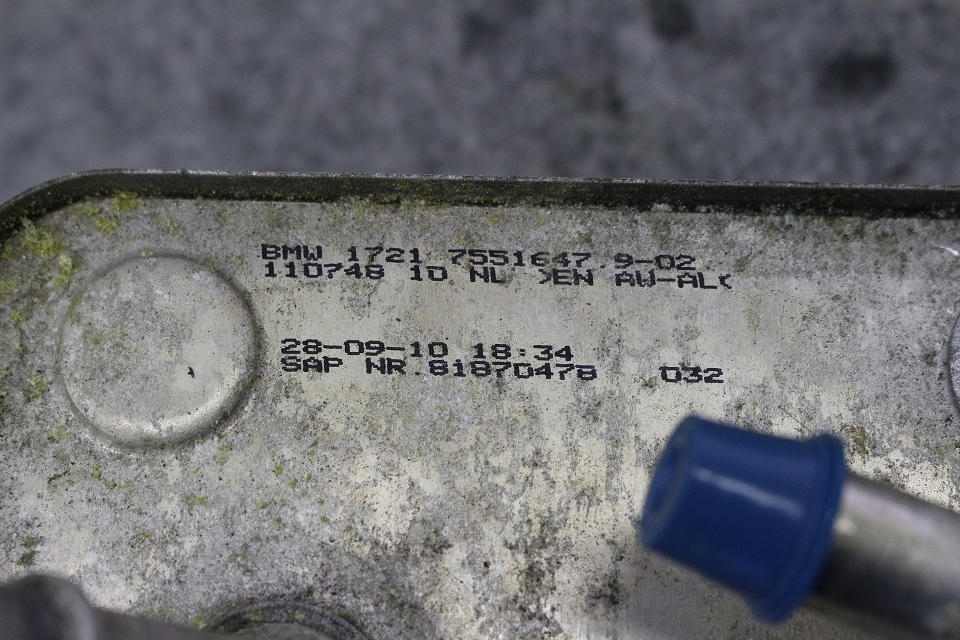 BMW 1721 7551647.9-02
110748 10 NL >EN AW-AL<
28-09-10 18:34
SAP NR.81870478 032